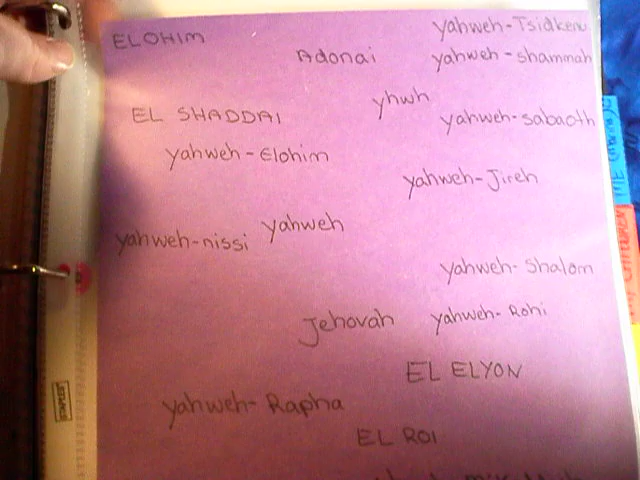 ELOHIM
yahweh-Tsidkenu
Adonai
yahweh-shammah
yhwh
EL SHADDAI
yahweh-sabaoth
yahweh-Elohim
yahweh-Jireh
yahweh
yahweh-nissi
yahweh-Shalom
Jehovah
yahweh-Rohi
EL ELYON
yahweh-Rapha
EL ROI